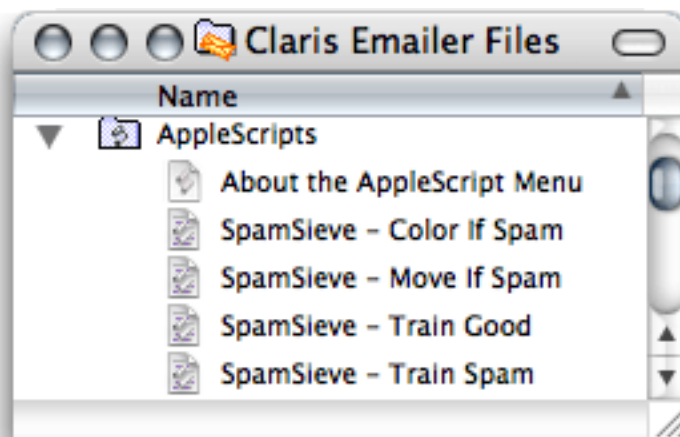 Claris Emailer Files
Name
AppleScripts
About the AppleScript Menu
SpamSieve – Color If Spam
SpamSieve – Move If Spam
SpamSieve – Train Good
SpamSieve – Train Spam